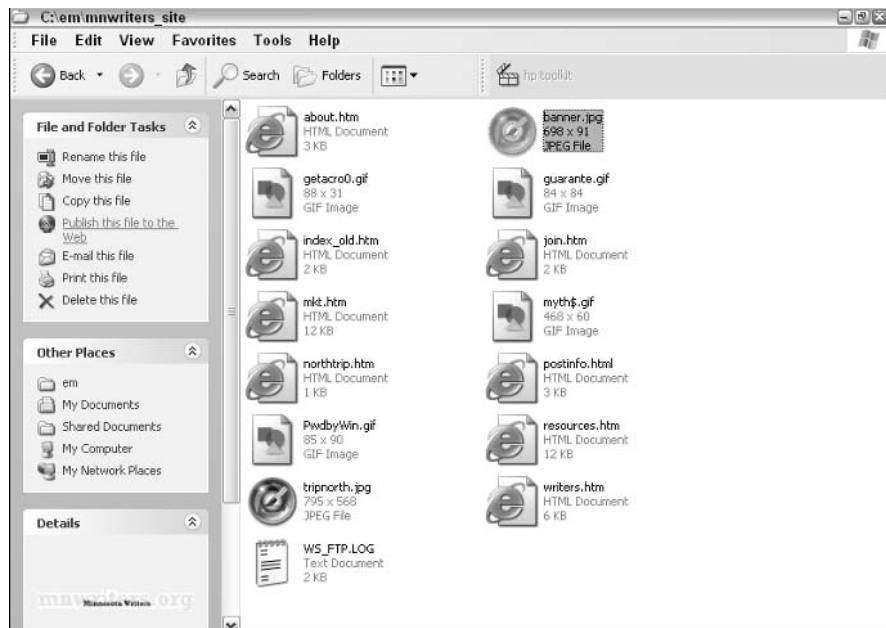 C:\em\mnwriters_site
File Edit View Favorites Tools Help
Back Search Folders hp toolkit
File and Folder Tasks
Rename this file
Move this file
Copy this file
Publish this file to the
Web
E-mail this file
Print this file
Delete this file
Other Places
em
My Documents
Shared Documents
My Computer
My Network Places
Details
mnwriters.org
Minnesota Writers
about.htm
HTML Document
3 KB
banner.jpg
698 x 91
JPEG File
getacro0.gif
88 x 31
GIF Image
guarante.gif
84 x 84
GIF Image
index_old.htm
HTML Document
2 KB
join.htm
HTML Document
2 KB
mkt.htm
HTML Document
12 KB
myth$.gif
468 x 60
GIF Image
northtrip.htm
HTML Document
1 KB
postinfo.html
HTML Document
3 KB
PwdbyWin.gif
85 x 90
GIF Image
resources.htm
HTML Document
12 KB
tripnorth.jpg
795 x 568
JPEG File
writers.htm
HTML Document
6 KB
WS_FTP.LOG
Text Document
2 KB